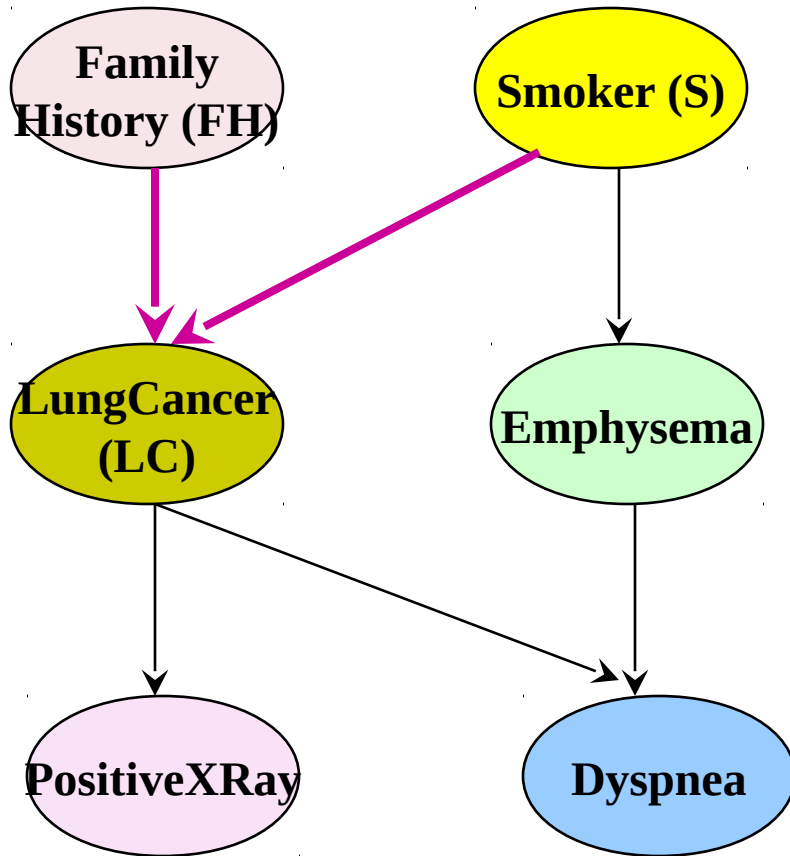 Family
History (FH)
Smoker (S)
LungCancer
(LC)
Emphysema
PositiveXRay
Dyspnea